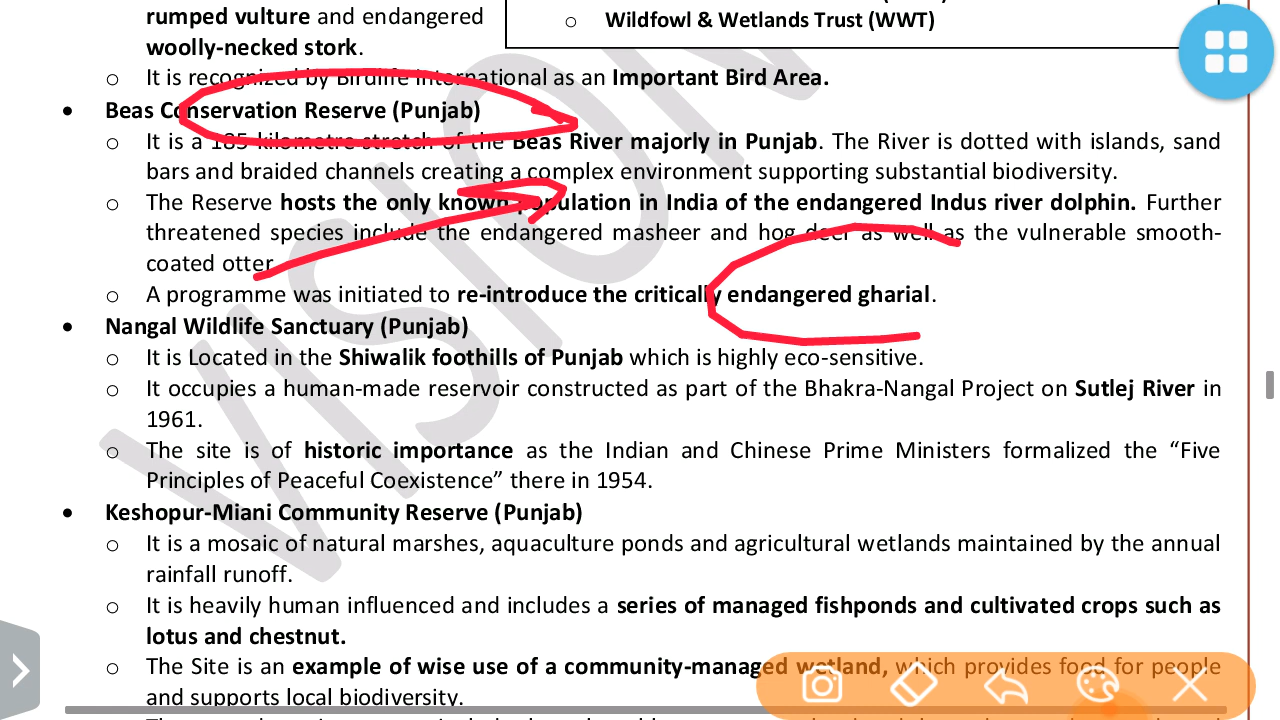 rumped vulture and endangered
woolly-necked stork.
o Wildfowl & Wetlands Trust (WWT)
o It is recognized by Birdlife International as an Important Bird Area.
• Beas Conservation Reserve (Punjab)
o It is a 185-kilometre stretch of the Beas River majorly in Punjab. The River is dotted with islands, sand
bars and braided channels creating a complex environment supporting substantial biodiversity.
o The Reserve hosts the only known population in India of the endangered Indus river dolphin. Further
threatened species include the endangered masheer and hog deer as well as the vulnerable smooth-
coated otter
o A programme was initiated to re-introduce the critically endangered gharial.
• Nangal Wildlife Sanctuary (Punjab)
o It is Located in the Shiwalik foothills of Punjab which is highly eco-sensitive.
o It occupies a human-made reservoir constructed as part of the Bhakra-Nangal Project on Sutlej River in
1961.
o The site is of historic importance as the Indian and Chinese Prime Ministers formalized the “Five
Principles of Peaceful Coexistence” there in 1954.
• Keshopur-Miani Community Reserve (Punjab)
o It is a mosaic of natural marshes, aquaculture ponds and agricultural wetlands maintained by the annual
rainfall runoff.
o It is heavily human influenced and includes a series of managed fishponds and cultivated crops such as
lotus and chestnut.
o The Site is an example of wise use of a community-managed wetland, which provides food for people
and supports local biodiversity.
VISION